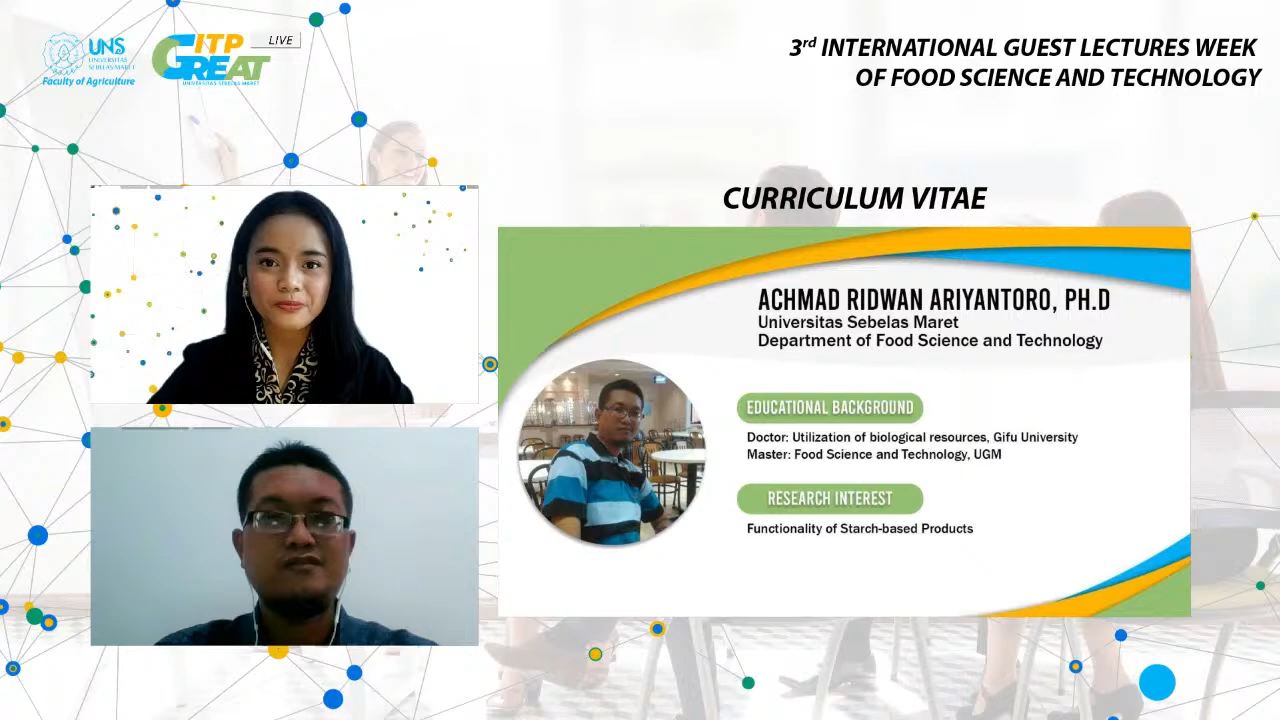 UNS
UNIVERSITAS
SEBELAS MARET
Faculty of Agriculture
ITP
GREAT
UNIVERSITAS SEBELAS MARET
LIVE
3rd INTERNATIONAL GUEST LECTURES WEEK
OF FOOD SCIENCE AND TECHNOLOGY
CURRICULUM VITAE
ACHMAD RIDWAN ARIYANTORO, PH.D
Universitas Sebelas Maret
Department of Food Science and Technology
EDUCATIONAL BACKGROUND
Doctor: Utilization of biological resources, Gifu University
Master: Food Science and Technology, UGM
RESEARCH INTEREST
Functionality of Starch-based Products